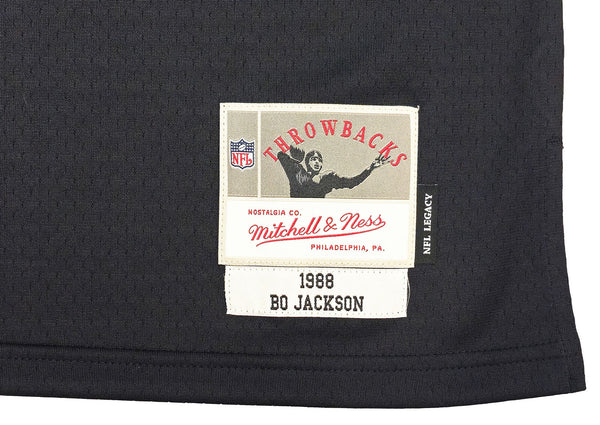 THROWBACKS
NFL
NOSTALGIA CO.
Mitchell & Ness
PHILADELPHIA, PA.
NFL LEGACY
1988
BO JACKSON